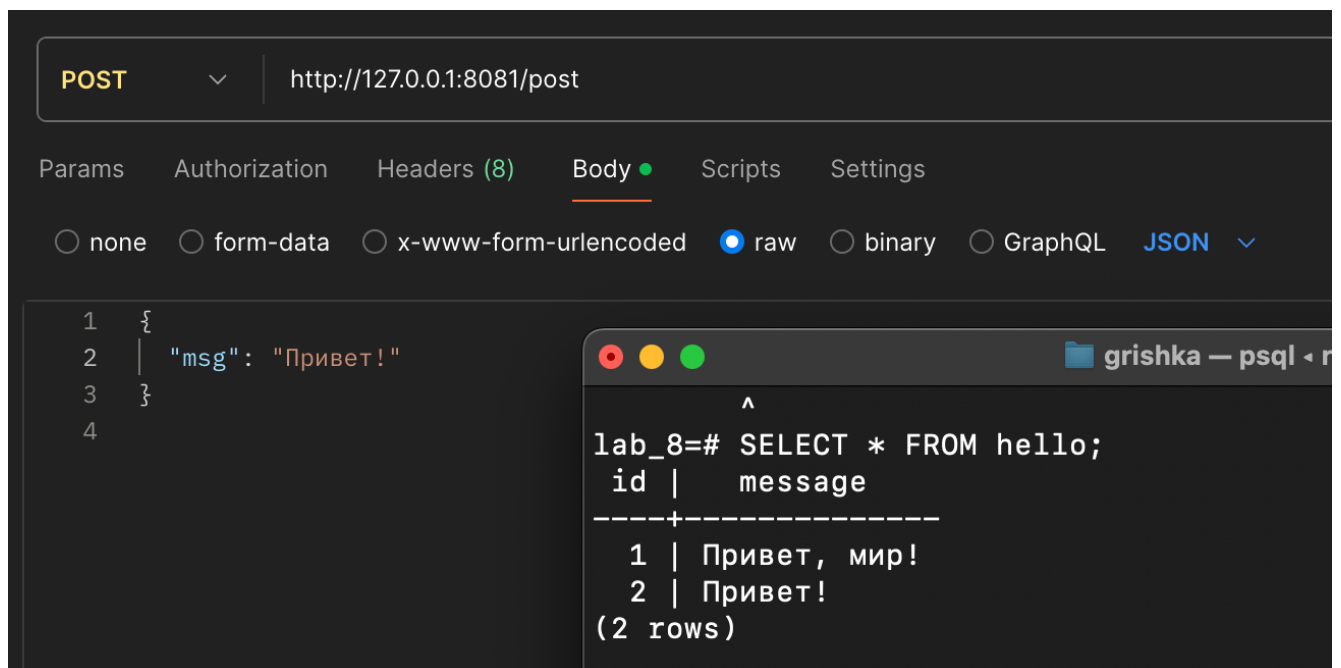 POST http://127.0.0.1:8081/post
Params Authorization Headers (8) Body Scripts Settings
none form-data x-www-form-urlencoded raw binary GraphQL JSON
1 {
2 "msg": "Привет!"
3 }
4
grishka — psql ◂
^
lab_8=# SELECT * FROM hello;
id | message
----+--------------
1 | Привет, мир!
2 | Привет!
(2 rows)